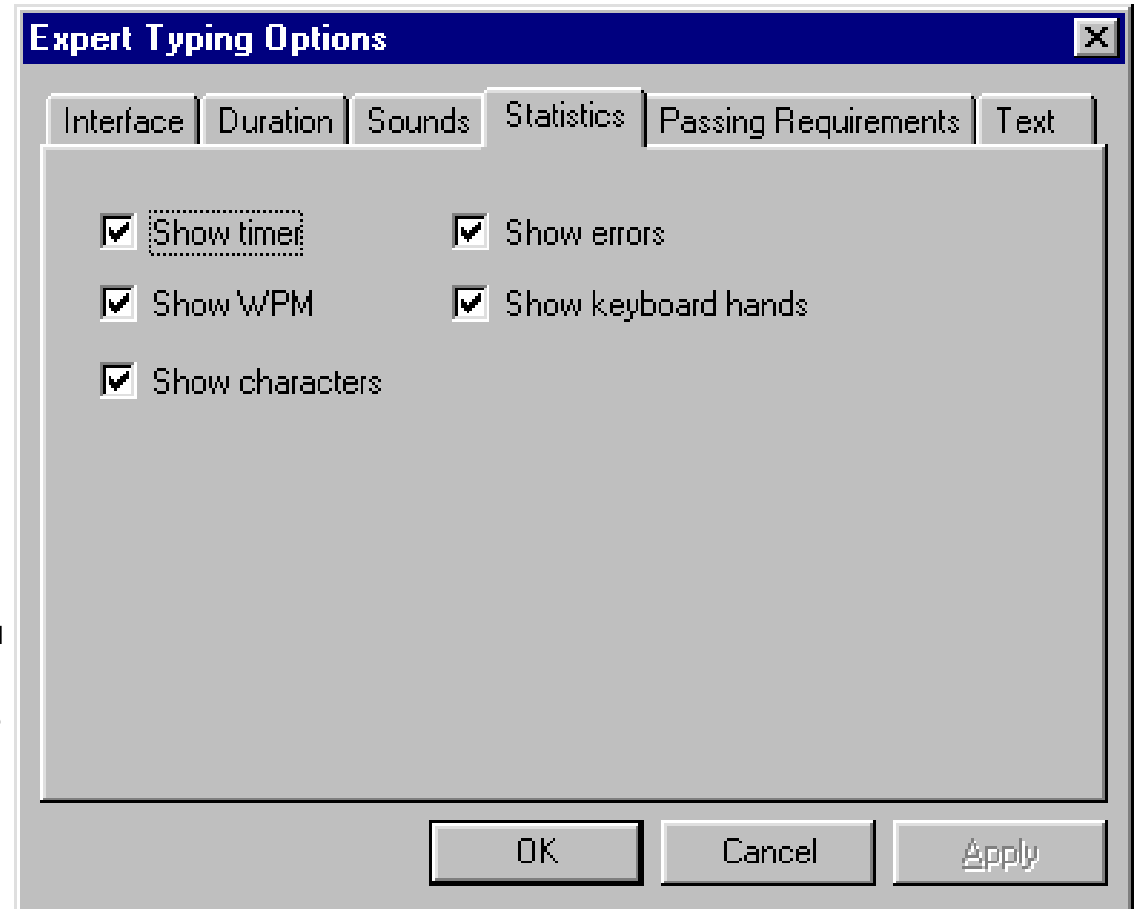 Expert Typing Options
Interface Duration Sounds Statistics Passing Requirements Text
Show timer Show errors
Show WPM Show keyboard hands
Show characters
OK Cancel Apply